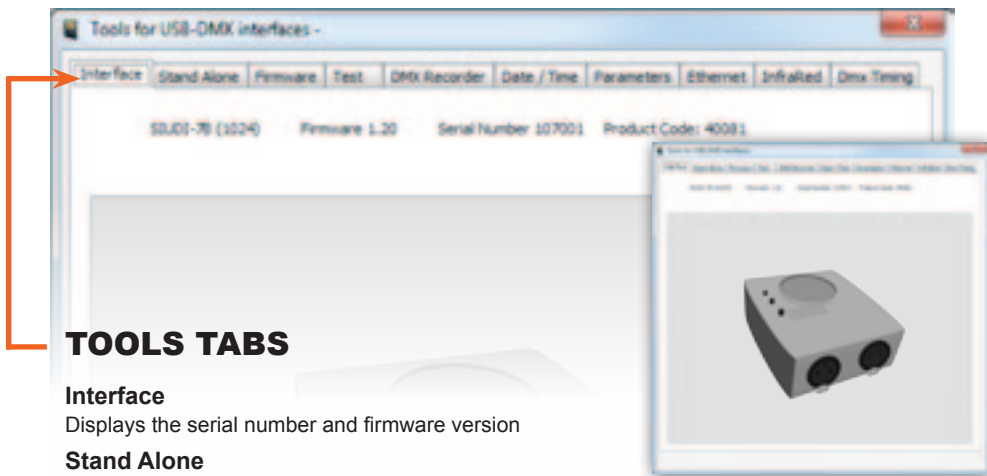 Tools for USB-DMX interfaces -
Interface Stand Alone Firmware Test DMX Recorder Date / Time Parameters Ethernet InfraRed Dmx Timing
SIUDI-7B (1024) Firmware 1.20 Serial Number 107001 Product Code: 40081
TOOLS TABS
Interface
Displays the serial number and firmware version
Stand Alone